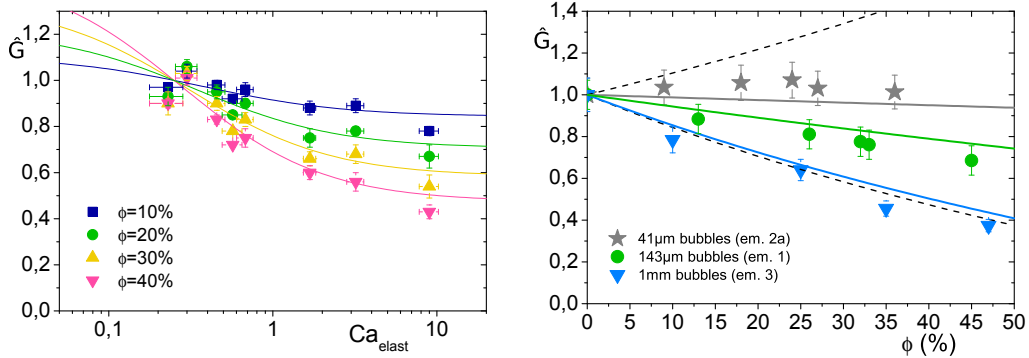 Ĝ
1,2
1,0
0,8
0,6
0,4
0,2
0,0
ϕ=10%
ϕ=20%
ϕ=30%
ϕ=40%
0,1
1
10
Ca_elast
Ĝ
1.4
1.2
1.0
0.8
0.6
0.4
0.2
0.0
41µm bubbles (em. 2a)
143µm bubbles (em. 1)
1mm bubbles (em. 3)
0
5
10
15
20
25
30
35
40
45
50
ϕ (%)